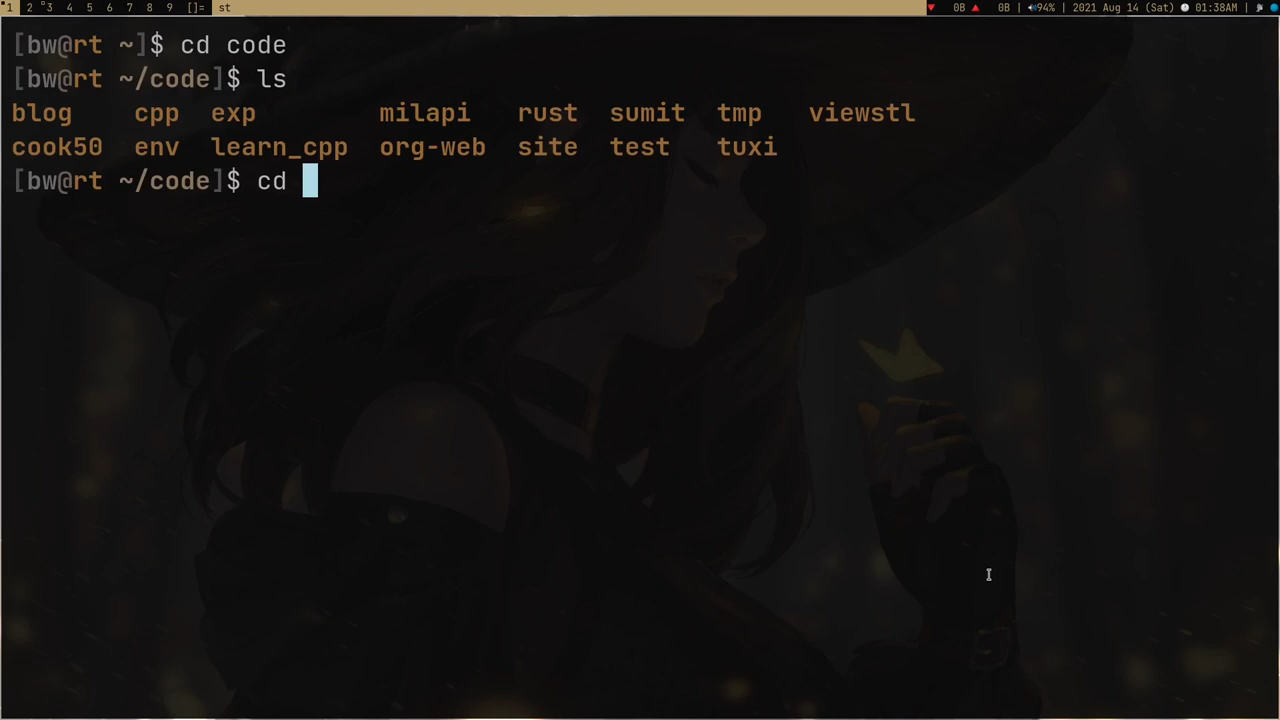 1 2 3 4 5 6 7 8 9 []= st 0B 0B 94% | 2021 Aug 14 (Sat) 01:38AM |
[bw@rt ~]$ cd code
[bw@rt ~/code]$ ls
blog cpp exp milapi rust sumit tmp viewstl
cook50 env learn_cpp org-web site test tuxi
[bw@rt ~/code]$ cd